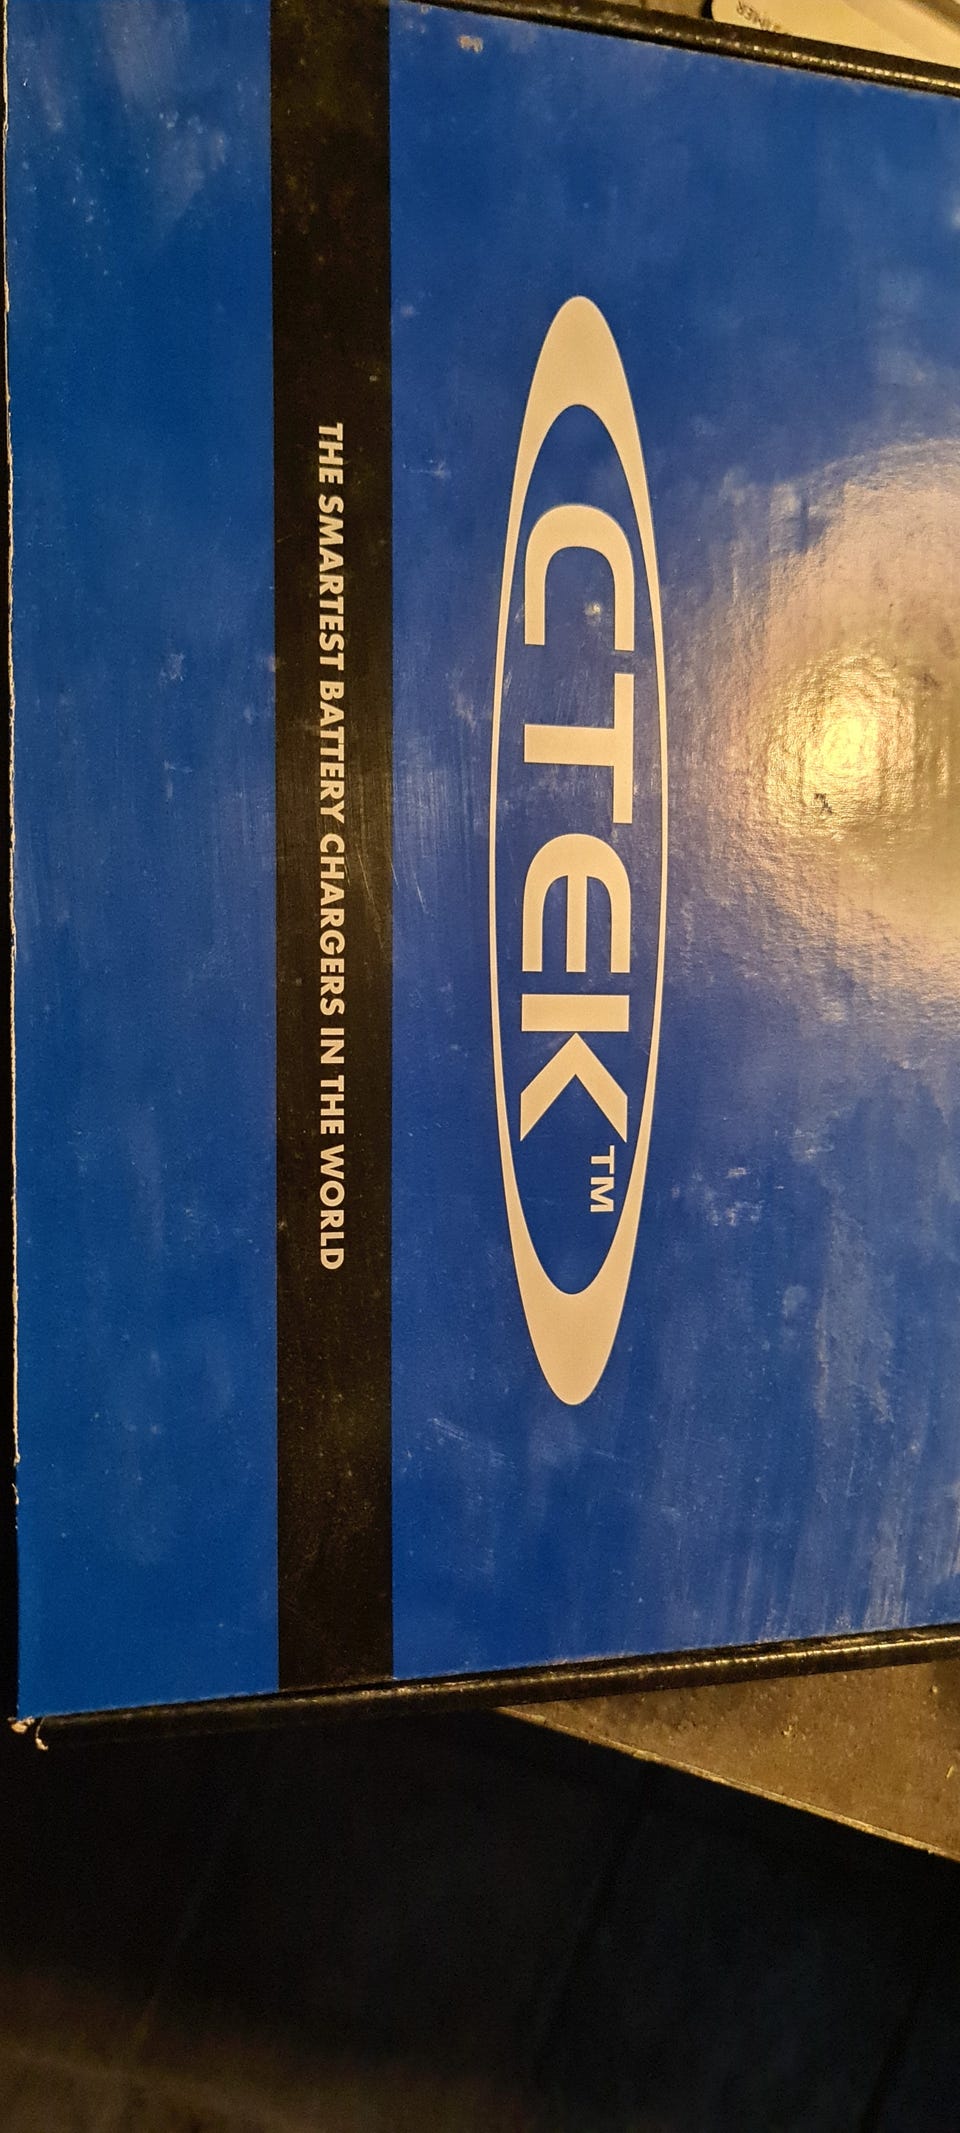 CTEK™
THE SMARTEST BATTERY CHARGERS IN THE WORLD